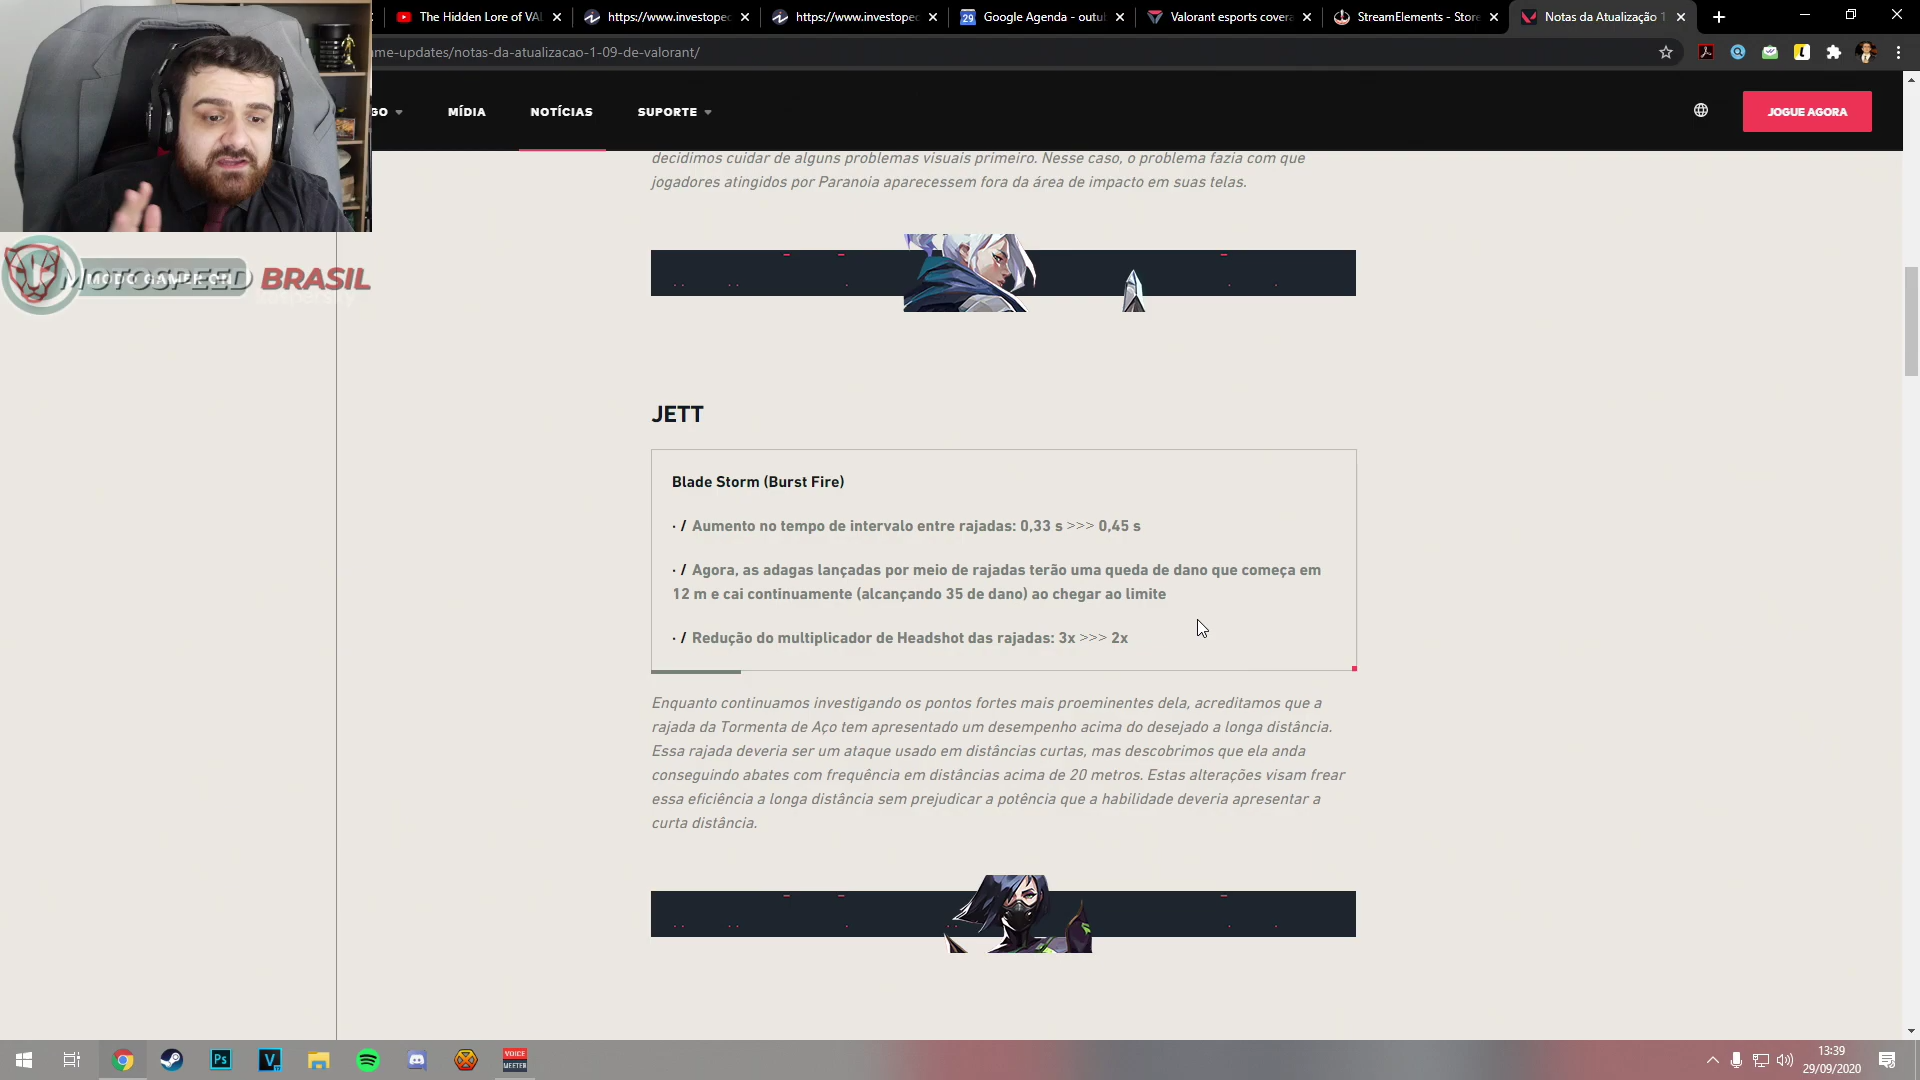 The Hidden Lore of VAL
https://www.investoped
https://www.investoped
Google Agenda - outub
Valorant esports covera
StreamElements - Store
Notas da Atualização 1
me-updates/notas-da-atualizacao-1-09-de-valorant/
GO
MÍDIA
NOTÍCIAS
SUPORTE
JOGUE AGORA
decidimos cuidar de alguns problemas visuais primeiro. Nesse caso, o problema fazia com que
jogadores atingidos por Paranoia aparecessem fora da área de impacto em suas telas.
MOTOSPEED BRASIL
MODO GAMER ON
JETT
Blade Storm (Burst Fire)
· / Aumento no tempo de intervalo entre rajadas: 0,33 s >>> 0,45 s
· / Agora, as adagas lançadas por meio de rajadas terão uma queda de dano que começa em
12 m e cai continuamente (alcançando 35 de dano) ao chegar ao limite
· / Redução do multiplicador de Headshot das rajadas: 3x >>> 2x
Enquanto continuamos investigando os pontos fortes mais proeminentes dela, acreditamos que a
rajada da Tormenta de Aço tem apresentado um desempenho acima do desejado a longa distância.
Essa rajada deveria ser um ataque usado em distâncias curtas, mas descobrimos que ela anda
conseguindo abates com frequência em distâncias acima de 20 metros. Estas alterações visam frear
essa eficiência a longa distância sem prejudicar a potência que a habilidade deveria apresentar a
curta distância.
Ps
V
VOICE
MEETER
13:39
29/09/2020